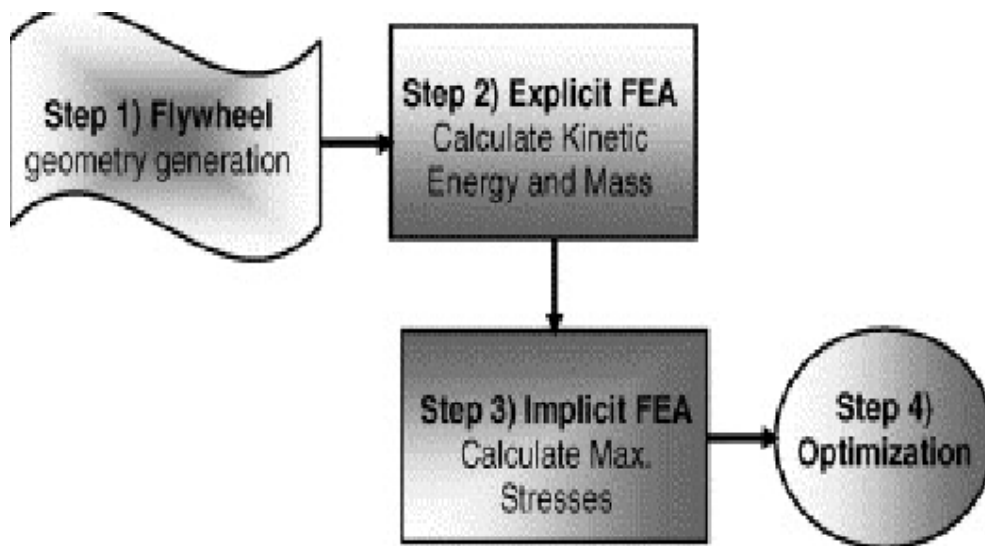 Step 1) Flywheel
geometry generation
Step 2) Explicit FEA
Calculate Kinetic
Energy and Mass
Step 3) Implicit FEA
Calculate Max.
Stresses
Step 4)
Optimization